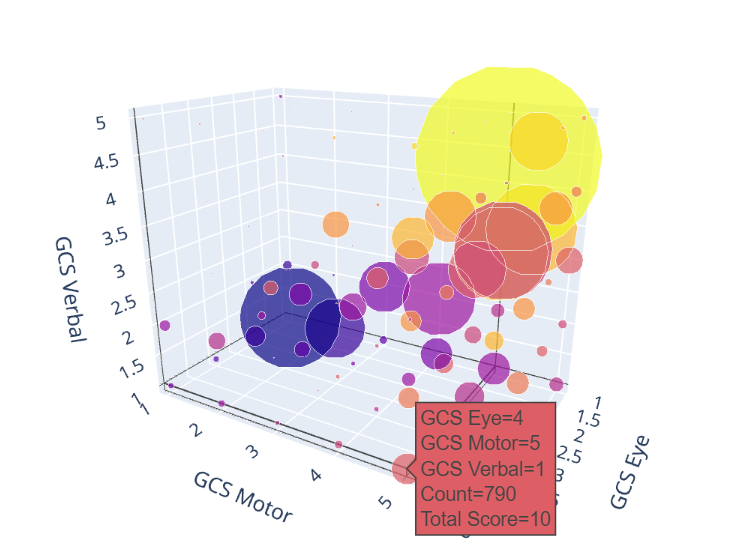 5
4.5
4
3.5
3
2.5
2
1.5
1
GCS Verbal
1
2
3
4
5
GCS Motor
1
1.5
2
2.5
3
GCS Eye
GCS Eye=4
GCS Motor=5
GCS Verbal=1
Count=790
Total Score=10